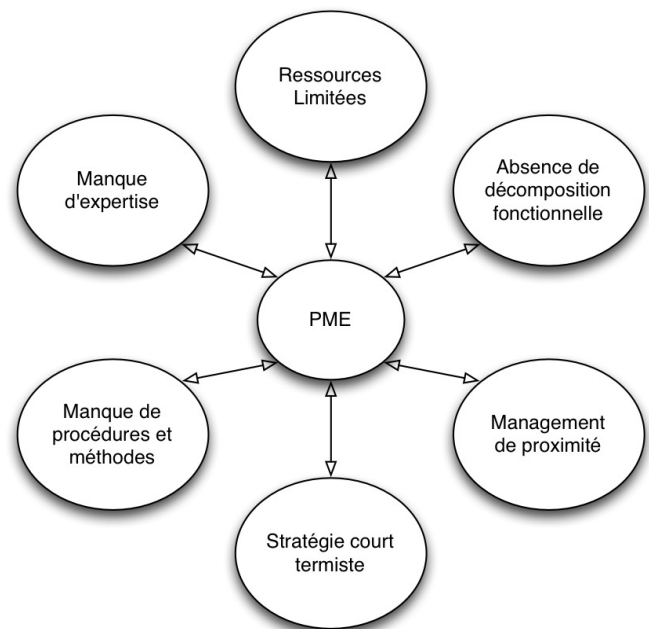 Ressources
Limitées
Manque
d'expertise
Absence de
décomposition
fonctionnelle
PME
Manque de
procédures et
méthodes
Management
de proximité
Stratégie court
termiste